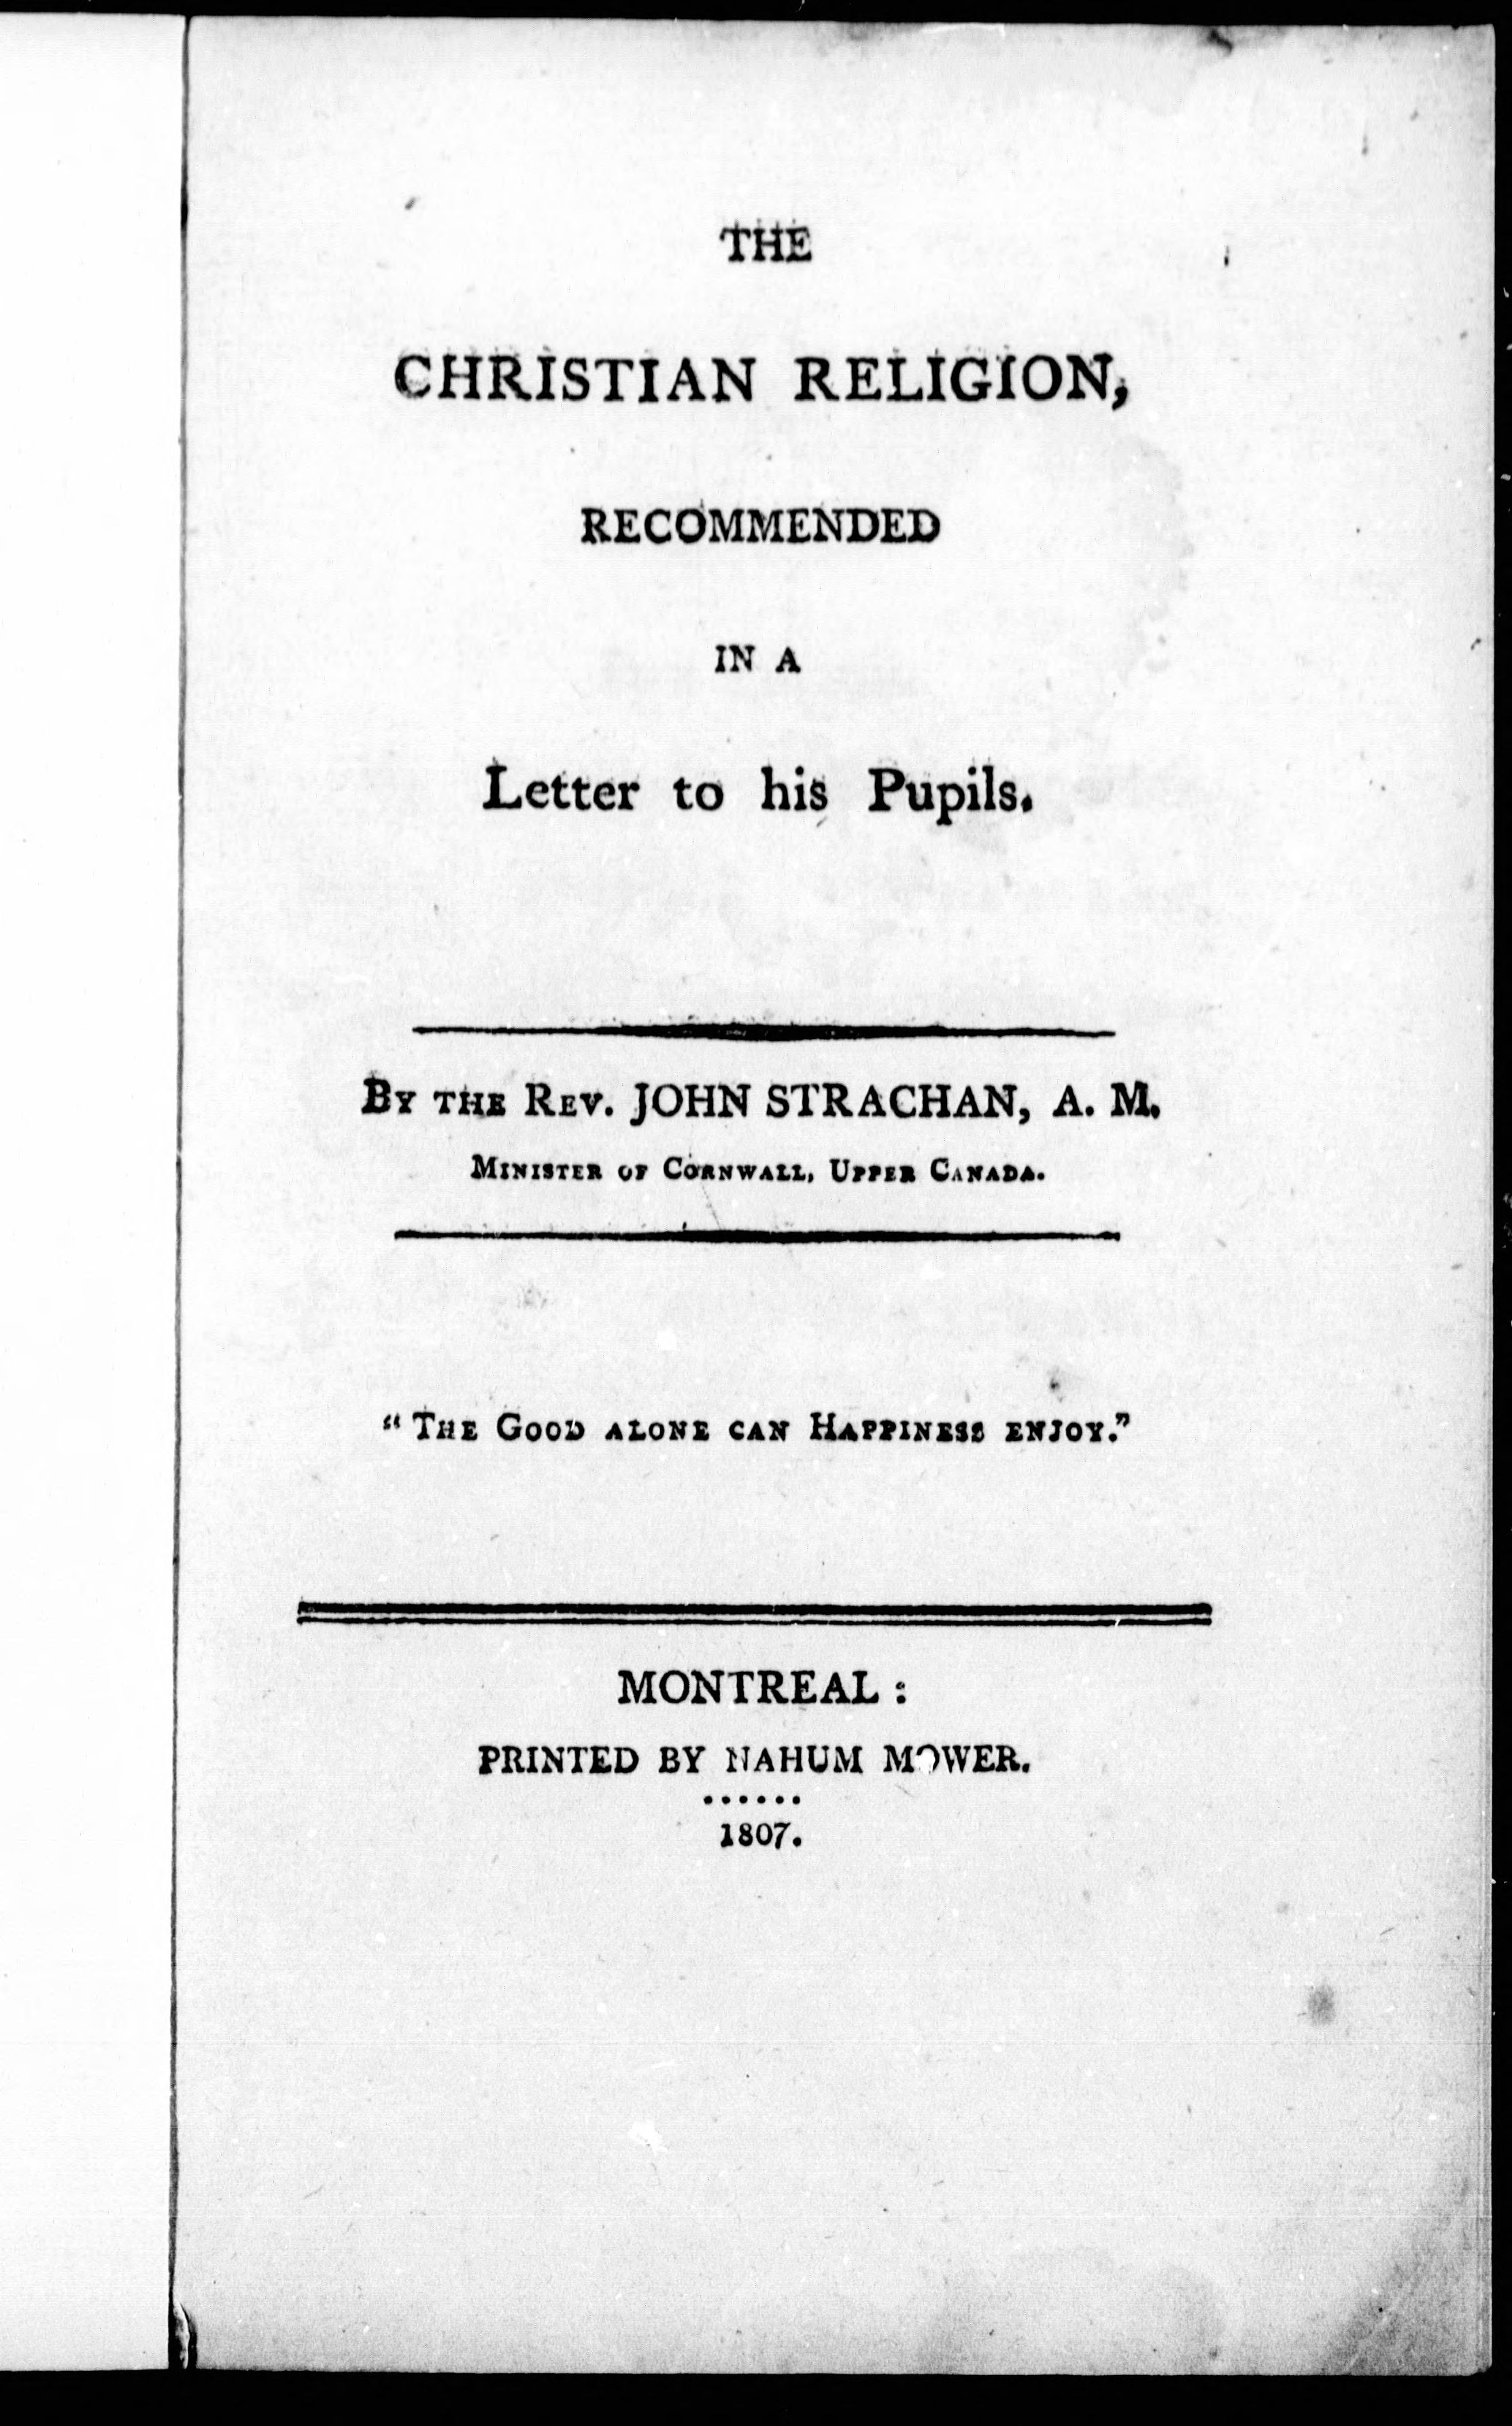 THE
CHRISTIAN RELIGION,
RECOMMENDED
IN A
Letter to his Pupils.
BY THE REV. JOHN STRACHAN, A. M.
MINISTER OF CORNWALL, UPPER CANADA.
“THE GOOD ALONE CAN HAPPINESS ENJOY.”
MONTREAL :
PRINTED BY NAHUM MOWER.
......
1807.